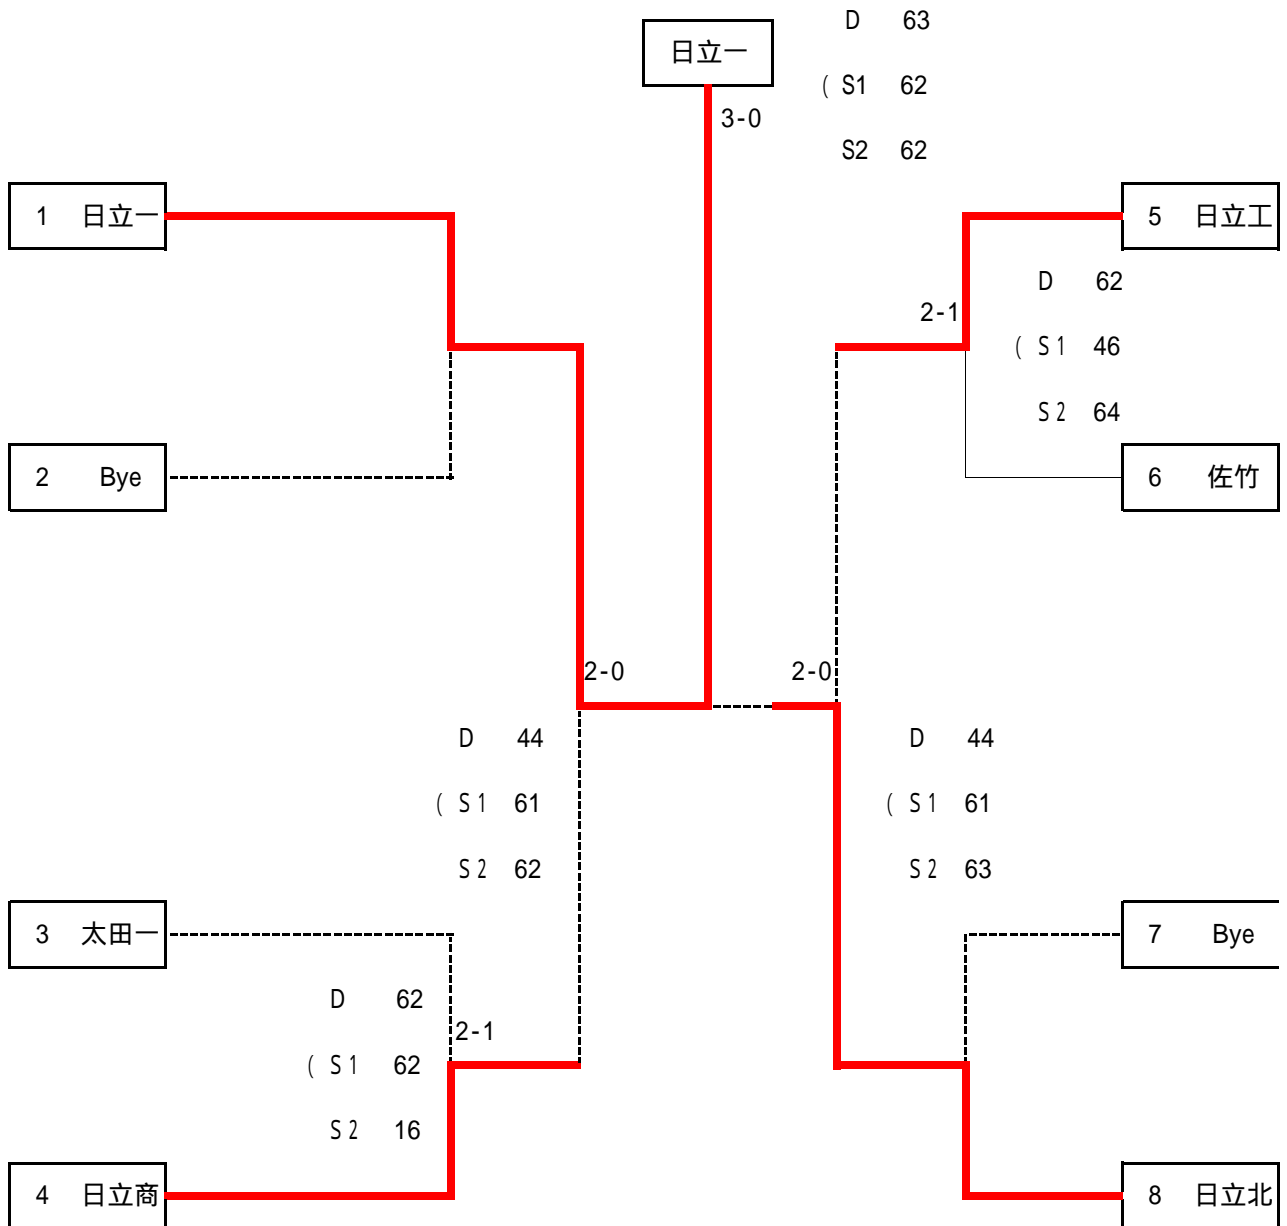 D 63
日立一
( S1 62
3-0
S2 62
1 日立一
5 日立工
D 62
2-1
( S1 46
S2 64
2 Bye
6 佐竹
2-0
2-0
D 44
D 44
( S1 61
( S1 61
S2 62
S2 63
3 太田一
7 Bye
D 62
2-1
( S1 62
S2 16
4 日立商
8 日立北